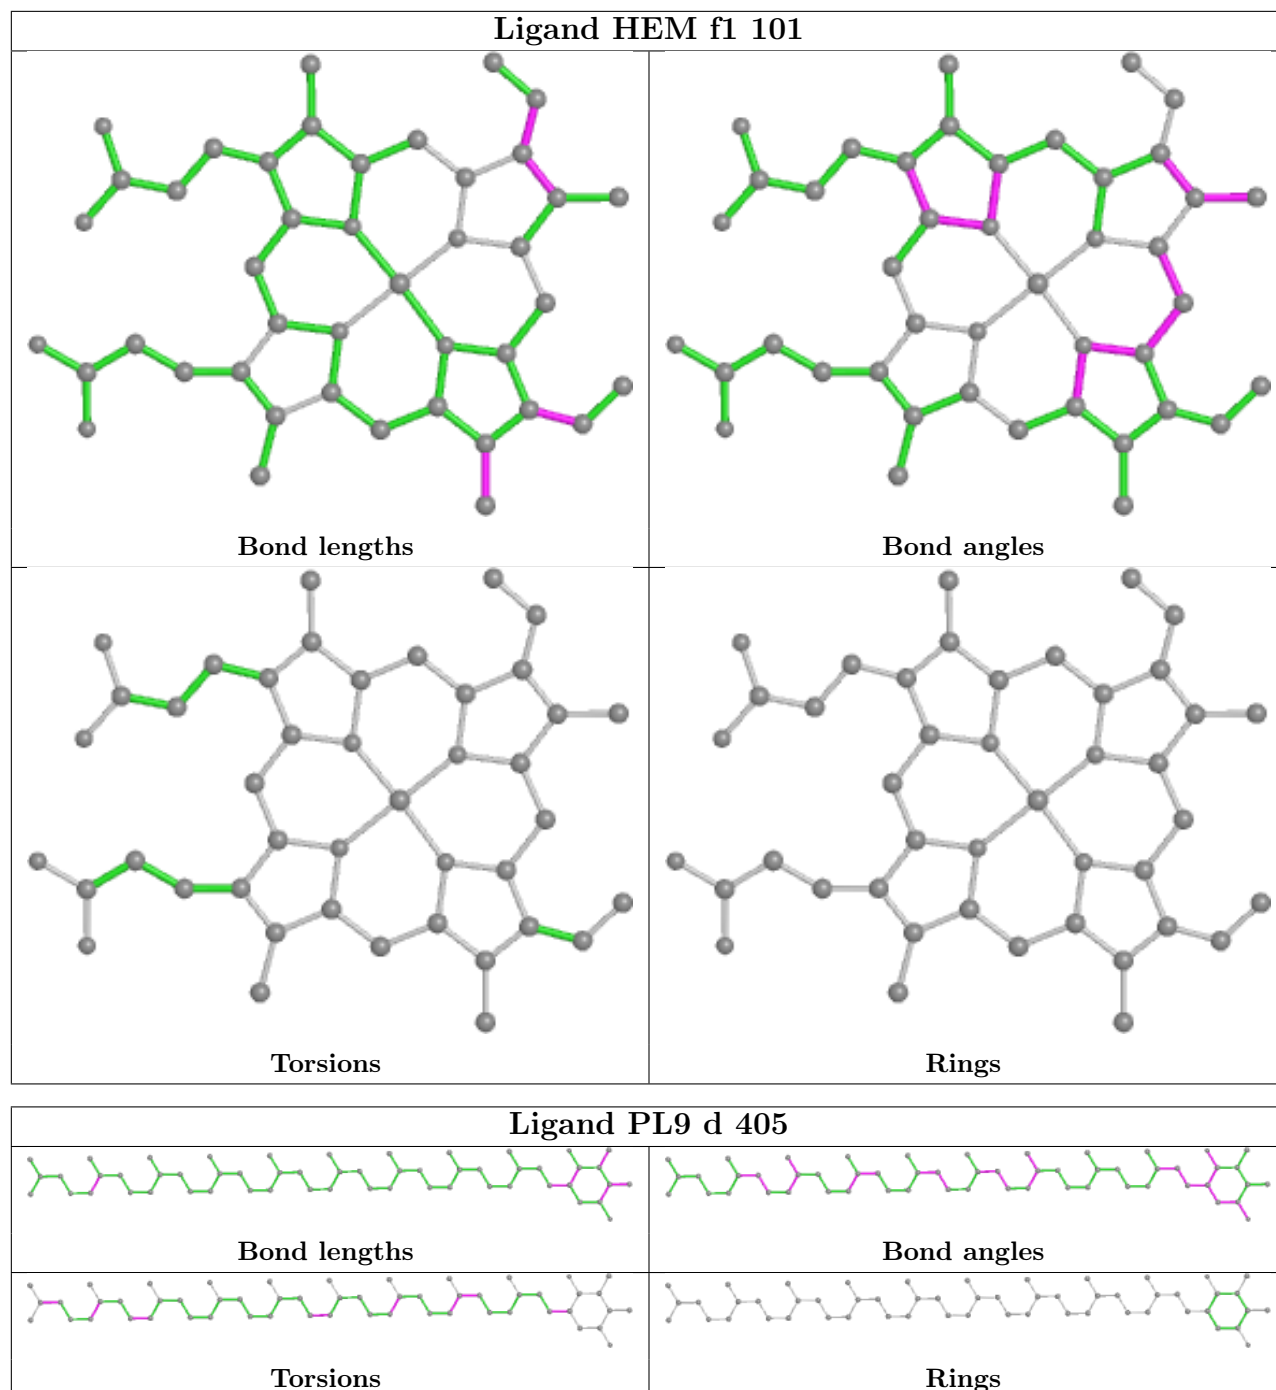 Ligand HEM f1 101
Bond lengths
Bond angles
Torsions
Rings
Ligand PL9 d 405
Bond lengths
Bond angles
Torsions
Rings